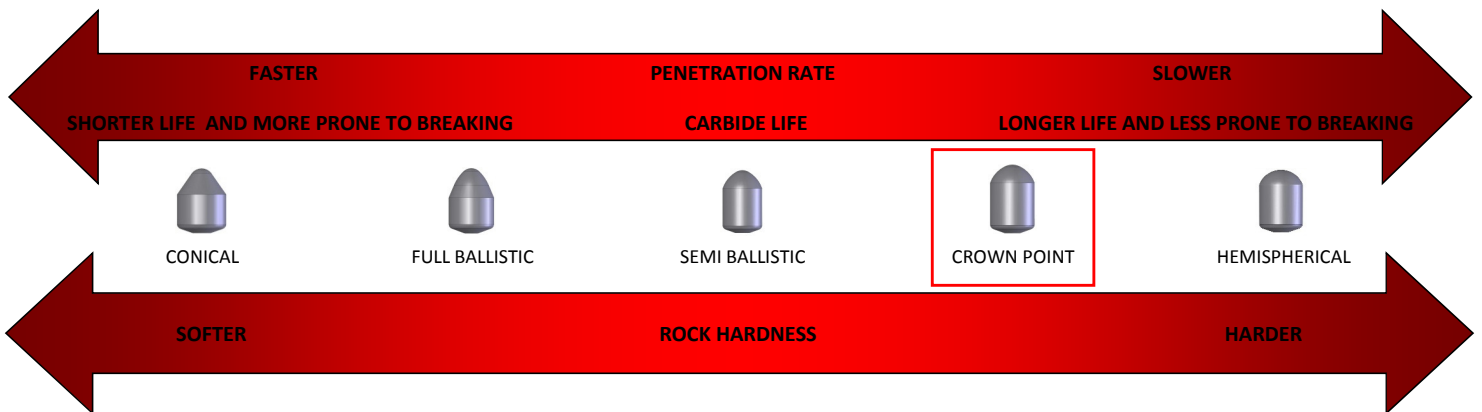 FASTER PENETRATION RATE SLOWER
SHORTER LIFE AND MORE PRONE TO BREAKING CARBIDE LIFE LONGER LIFE AND LESS PRONE TO BREAKING
CONICAL FULL BALLISTIC SEMI BALLISTIC CROWN POINT HEMISPHERICAL
SOFTER ROCK HARDNESS HARDER